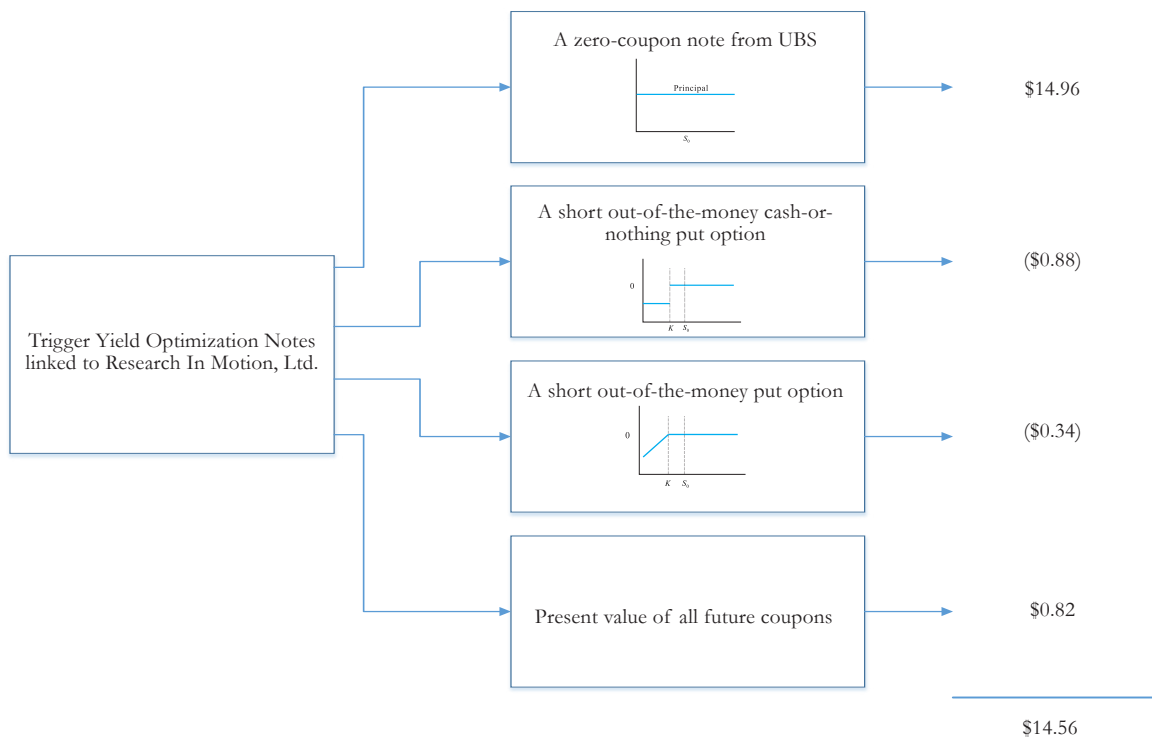 Trigger Yield Optimization Notes
linked to Research In Motion, Ltd.
A zero-coupon note from UBS
Principal
S₀
$14.96
A short out-of-the-money cash-or-
nothing put option
0
K S₀
($0.88)
A short out-of-the-money put option
0
K S₀
($0.34)
Present value of all future coupons
$0.82
$14.56